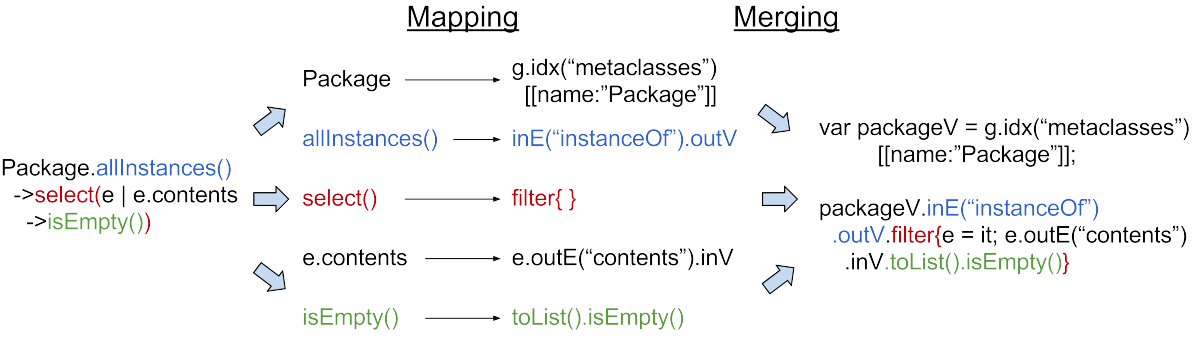 Mapping
Merging
Package.allInstances()
->select(e | e.contents
->isEmpty())
Package
g.idx(“metaclasses”)
[[name:”Package”]]
allInstances()
inE(“instanceOf”).outV
select()
filter{ }
e.contents
e.outE(“contents”).inV
isEmpty()
toList().isEmpty()
var packageV = g.idx(“metaclasses”)
[[name:”Package”]];
packageV.inE(“instanceOf”)
.outV.filter{e = it; e.outE(“contents”)
.inV.toList().isEmpty()}